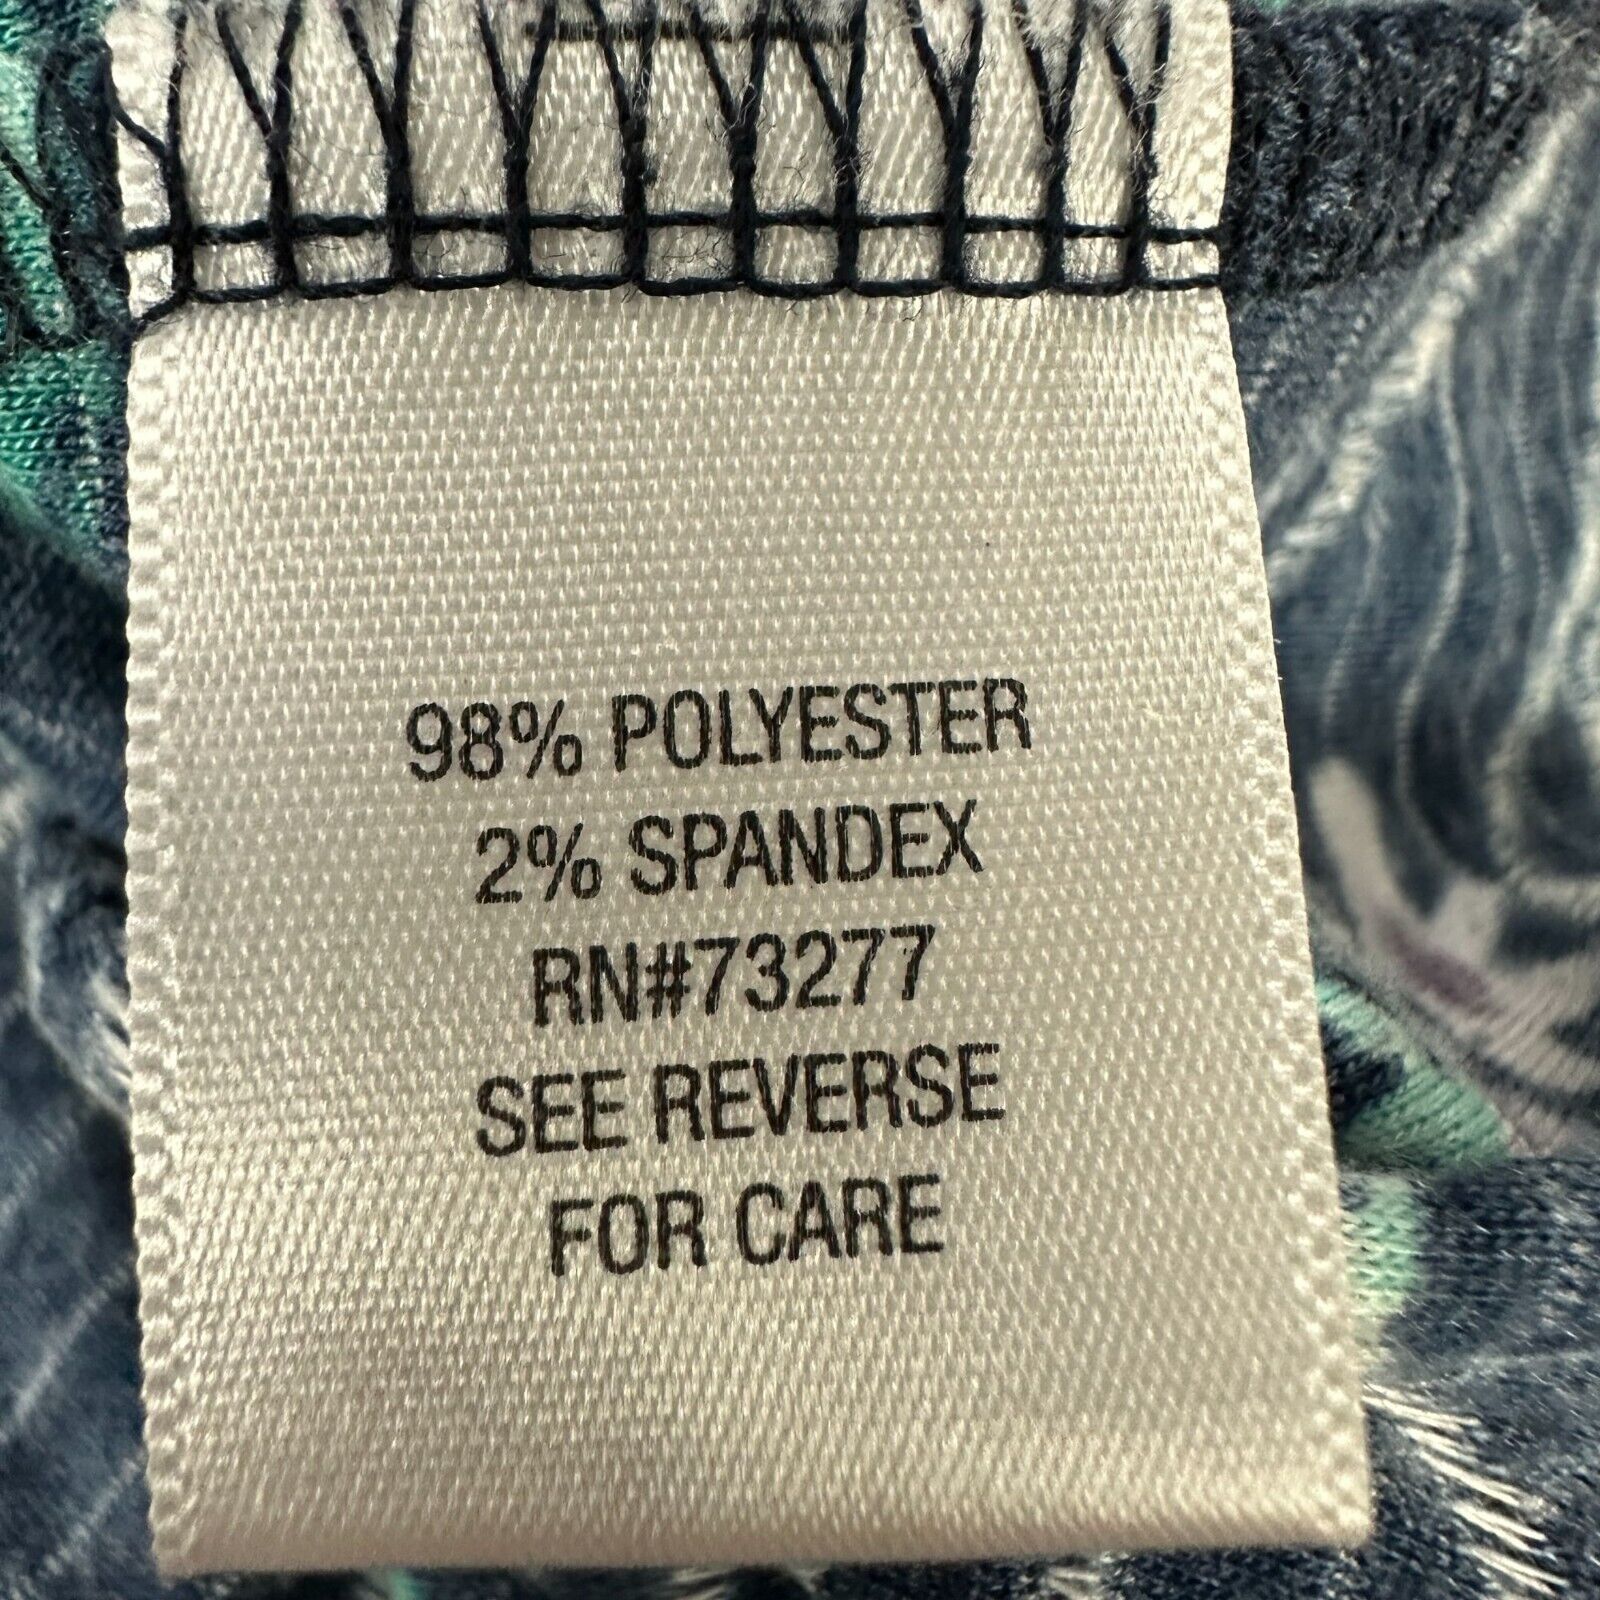 98% POLYESTER
2% SPANDEX
RN#73277
SEE REVERSE
FOR CARE